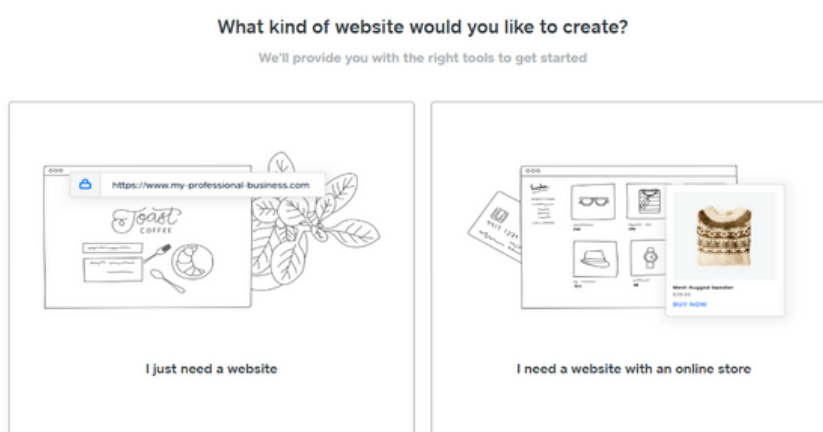 What kind of website would you like to create?
We'll provide you with the right tools to get started
https://www.my-professional-business.com
Toast
COFFEE
BUY NOW
I just need a website
I need a website with an online store